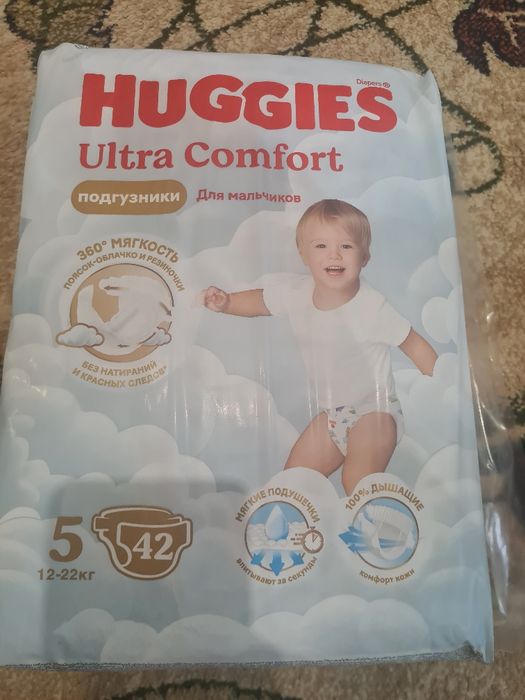 Diapers
HUGGIES
Ultra Comfort
подгузники
Для мальчиков
360° МЯГКОСТЬ
ПОЯСОК-ОБЛАЧКО И РЕЗИНОЧКИ
БЕЗ НАТИРАНИЙ
И КРАСНЫХ СЛЕДОВ*
5
42
12-22кг
МЯГКИЕ ПОДУШЕЧКИ
впитывают за секунды
100% ДЫШАЩИЕ
комфорт кожи